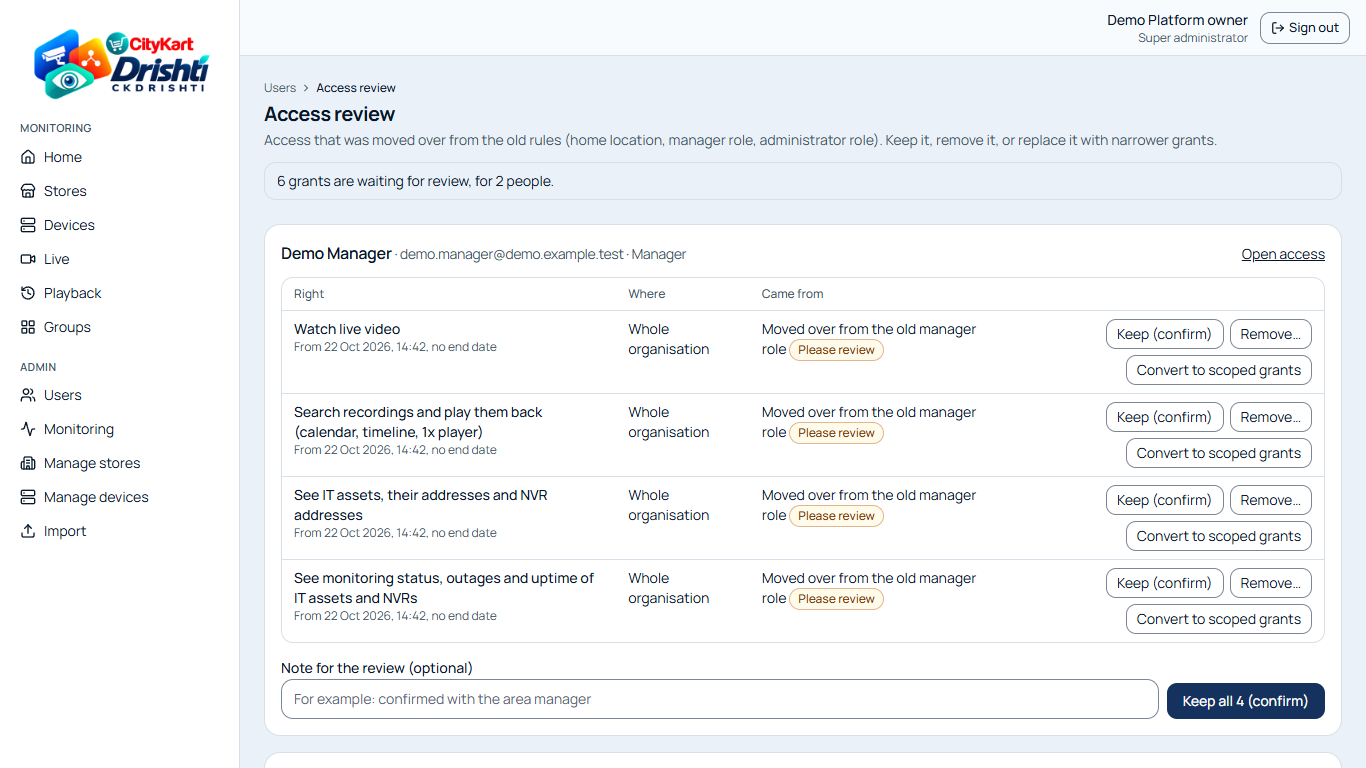 CityKart
Drishti
CKDRISHTI
Demo Platform owner
Super administrator
Sign out
MONITORING
Home
Stores
Devices
Live
Playback
Groups
ADMIN
Users
Monitoring
Manage stores
Manage devices
Import
Users > Access review
Access review
Access that was moved over from the old rules (home location, manager role, administrator role). Keep it, remove it, or replace it with narrower grants.
6 grants are waiting for review, for 2 people.
Demo Manager · demo.manager@demo.example.test · Manager
Open access
Right Where Came from
Watch live video
From 22 Oct 2026, 14:42, no end date
Whole
organisation
Moved over from the old manager
role Please review
Keep (confirm) Remove...
Convert to scoped grants
Search recordings and play them back
(calendar, timeline, 1x player)
From 22 Oct 2026, 14:42, no end date
Whole
organisation
Moved over from the old manager
role Please review
Keep (confirm) Remove...
Convert to scoped grants
See IT assets, their addresses and NVR
addresses
From 22 Oct 2026, 14:42, no end date
Whole
organisation
Moved over from the old manager
role Please review
Keep (confirm) Remove...
Convert to scoped grants
See monitoring status, outages and uptime of
IT assets and NVRs
From 22 Oct 2026, 14:42, no end date
Whole
organisation
Moved over from the old manager
role Please review
Keep (confirm) Remove...
Convert to scoped grants
Note for the review (optional)
For example: confirmed with the area manager
Keep all 4 (confirm)